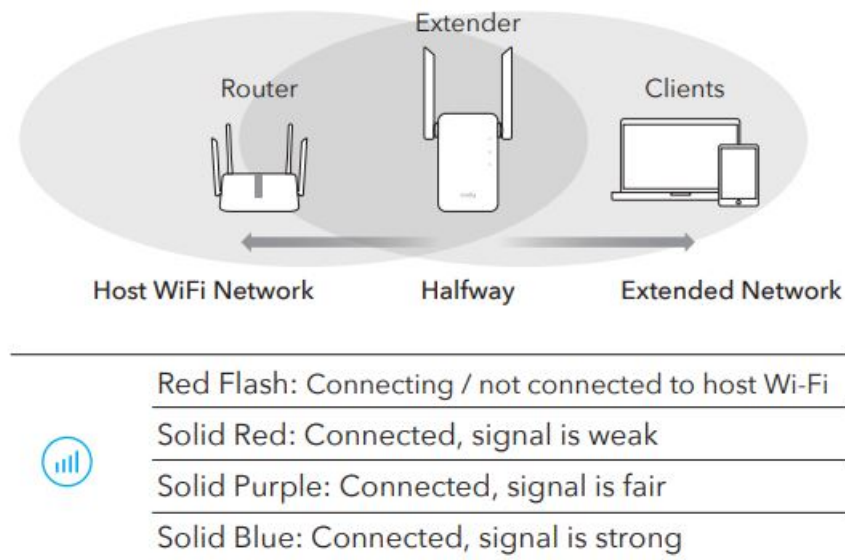 Extender
Router
Clients
Host WiFi Network
Halfway
Extended Network
Red Flash: Connecting / not connected to host Wi-Fi
Solid Red: Connected, signal is weak
Solid Purple: Connected, signal is fair
Solid Blue: Connected, signal is strong